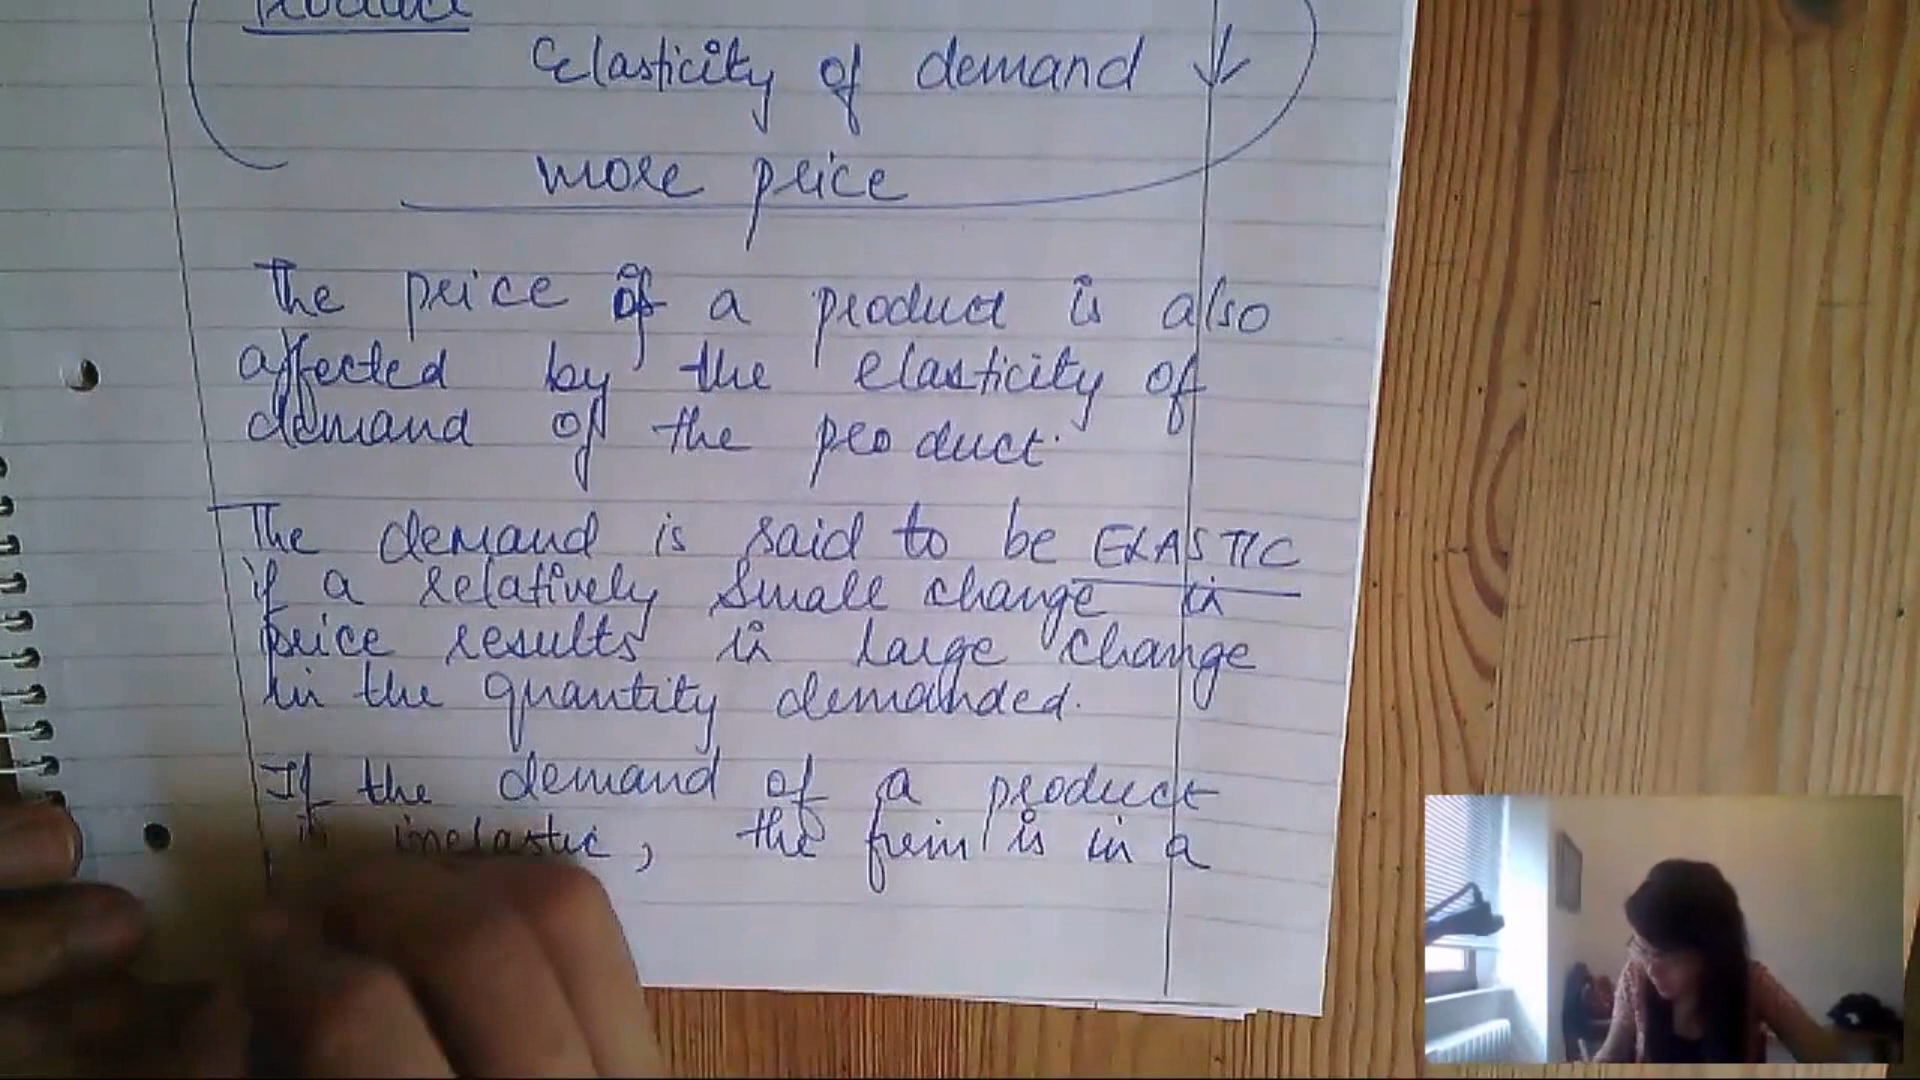 Product
Elasticity of demand ↓
more price
The price of a product is also
affected by the elasticity of
demand of the product.
The demand is said to be ELASTIC
if a relatively small change in
price results in large change
in the quantity demanded.
If the demand of a product
is inelastic, the firm is in a